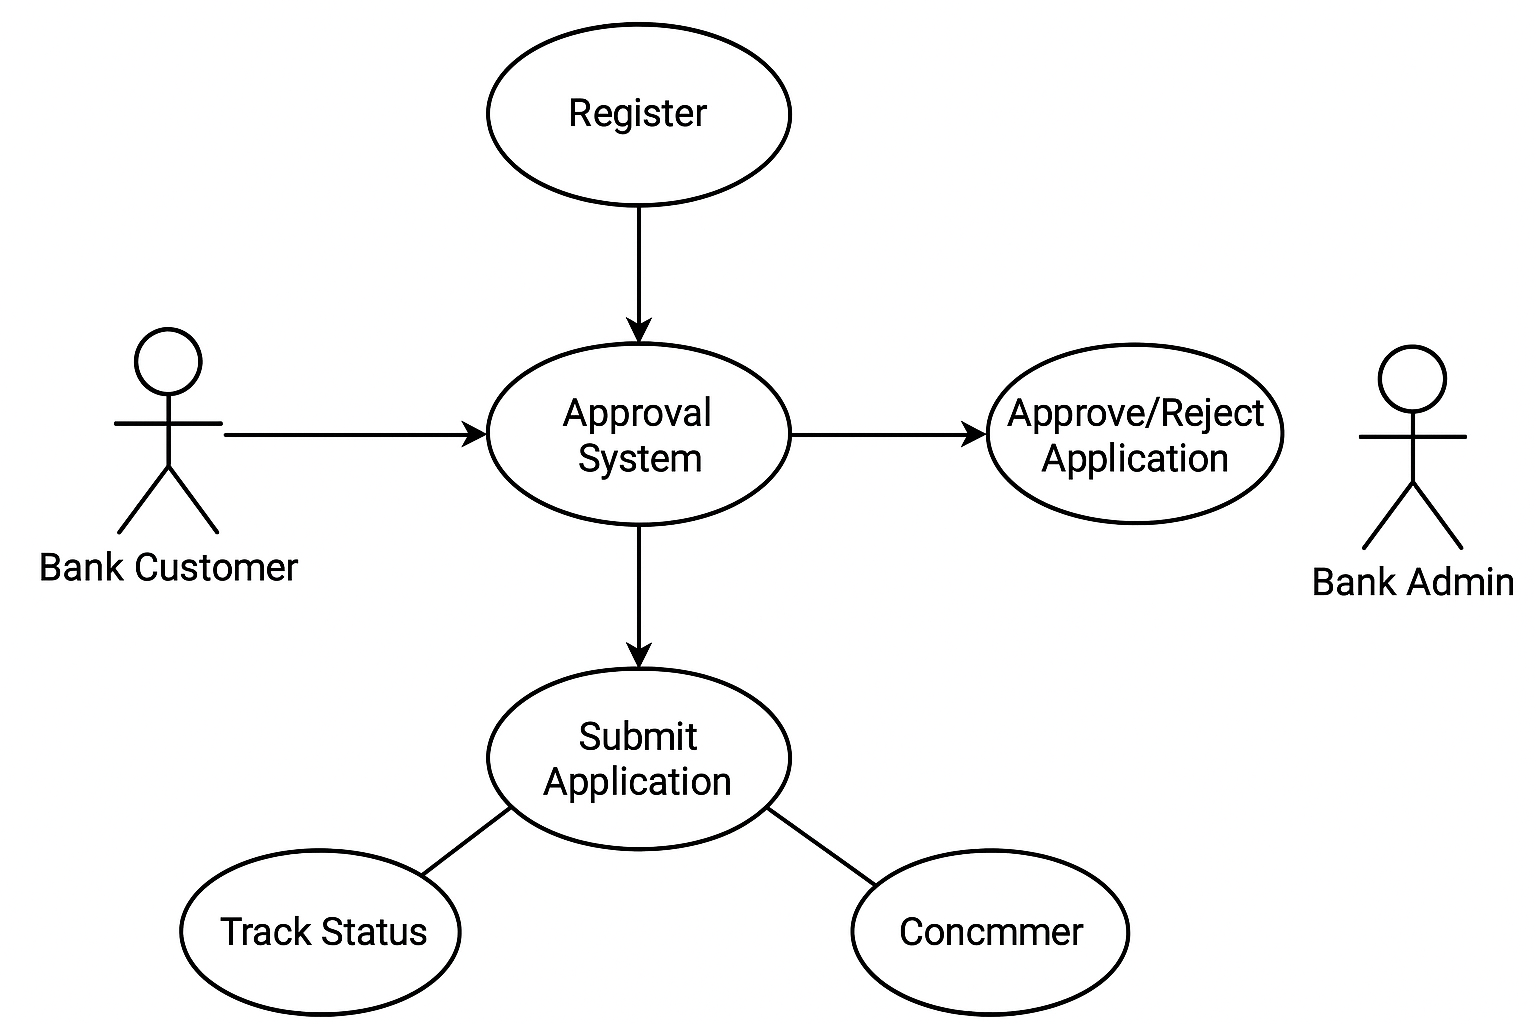 Register
Approval
System
Approve/Reject
Application
Bank Customer
Bank Admin
Submit
Application
Track Status
Concmmer